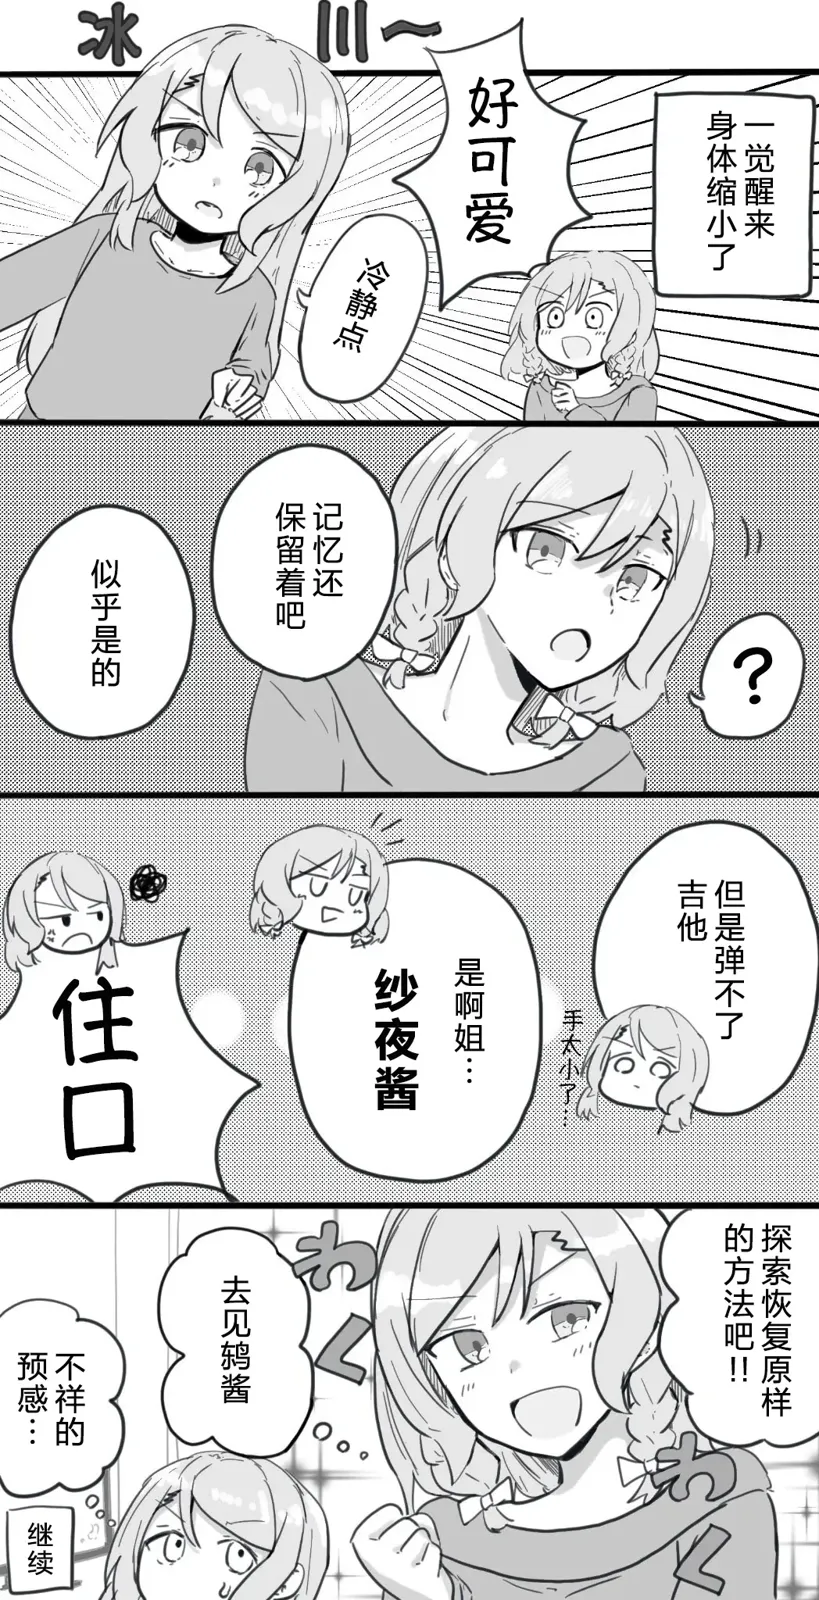 冰川～
一觉醒来
身体缩小了
好可爱
冷静点
？
记忆还
保留着吧
似乎是的
但是弹不了
吉他
手太小了…
是啊姐…
纱夜酱
住口
探索恢复原样
的方法吧!!
わく
わく
去见鸫酱
不祥的
预感…
继续